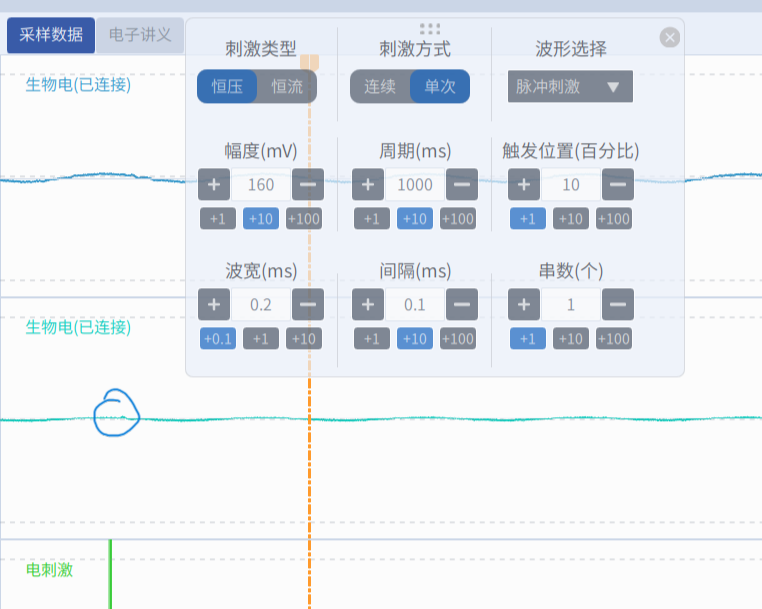 采样数据 电子讲义
刺激类型 刺激方式 波形选择
恒压 恒流 连续 单次 脉冲刺激 ▼
生物电(已连接)
幅度(mV) 周期(ms) 触发位置(百分比)
+ 160 − + 1000 − + 10 −
+1 +10 +100 +1 +10 +100 +1 +10 +100
波宽(ms) 间隔(ms) 串数(个)
+ 0.2 − + 0.1 − + 1 −
+0.1 +1 +10 +1 +10 +100 +1 +10 +100
生物电(已连接)
电刺激